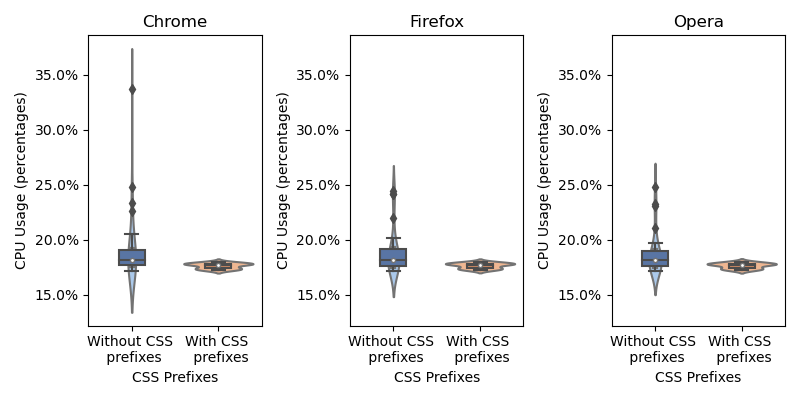 Chrome
Firefox
Opera
CPU Usage (percentages)
35.0%
30.0%
25.0%
20.0%
15.0%
Without CSS
prefixes
With CSS
prefixes
CSS Prefixes
CPU Usage (percentages)
35.0%
30.0%
25.0%
20.0%
15.0%
Without CSS
prefixes
With CSS
prefixes
CSS Prefixes
CPU Usage (percentages)
35.0%
30.0%
25.0%
20.0%
15.0%
Without CSS
prefixes
With CSS
prefixes
CSS Prefixes